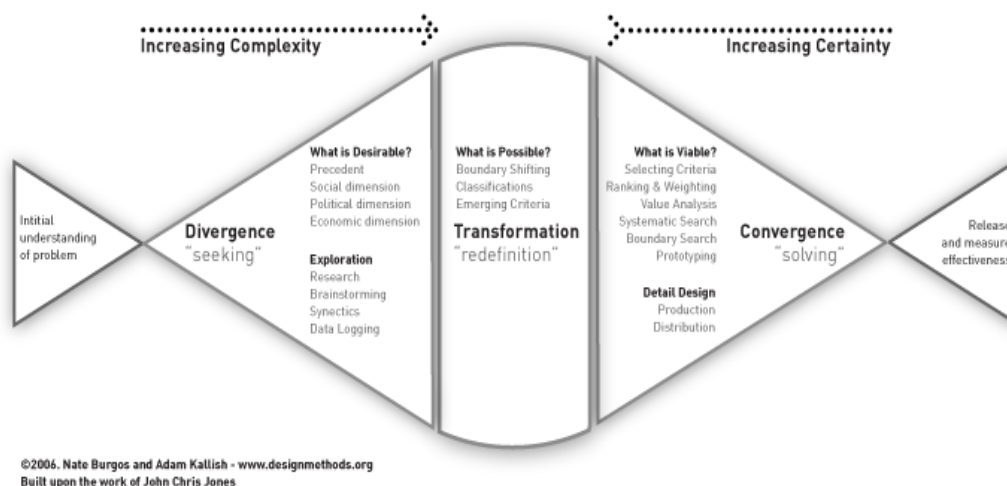 Increasing Complexity
Increasing Certainty
Intitial
understanding
of problem
Divergence
"seeking"
What is Desirable?
Precedent
Social dimension
Political dimension
Economic dimension
Exploration
Research
Brainstorming
Synectics
Data Logging
What is Possible?
Boundary Shifting
Classifications
Emerging Criteria
Transformation
"redefinition"
What is Viable?
Selecting Criteria
Ranking & Weighting
Value Analysis
Systematic Search
Boundary Search
Prototyping
Detail Design
Production
Distribution
Convergence
"solving"
Release
and measure
effectiveness
©2006. Nate Burgos and Adam Kallish - www.designmethods.org
Built upon the work of John Chris Jones